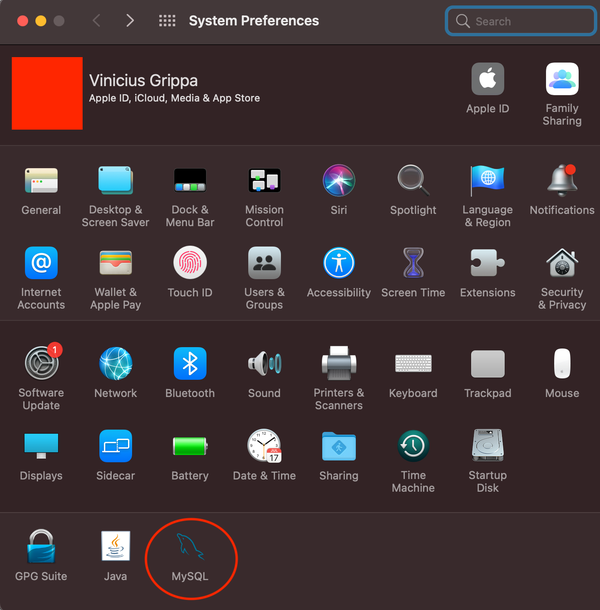 System Preferences
Search
Vinicius Grippa
Apple ID, iCloud, Media & App Store
Apple ID
Family
Sharing
General
Desktop &
Screen Saver
Dock &
Menu Bar
Mission
Control
Siri
Spotlight
Language
& Region
Notifications
@
Internet
Accounts
Wallet &
Apple Pay
Touch ID
Users &
Groups
Accessibility
Screen Time
Extensions
Security
& Privacy
1
Software
Update
Network
Bluetooth
Sound
Printers &
Scanners
Keyboard
Trackpad
Mouse
Displays
Sidecar
Battery
JUL
17
Date & Time
Sharing
Time
Machine
Startup
Disk
GPG Suite
Java
MySQL